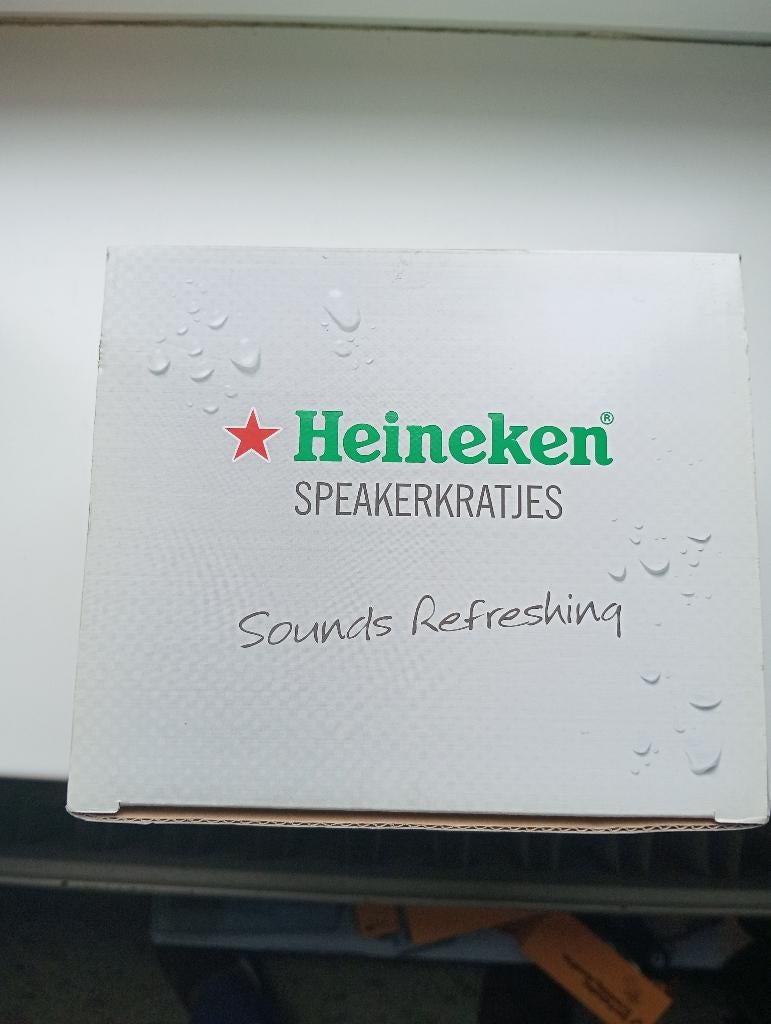 Heineken®
SPEAKERKRATJES
Sounds Refreshing